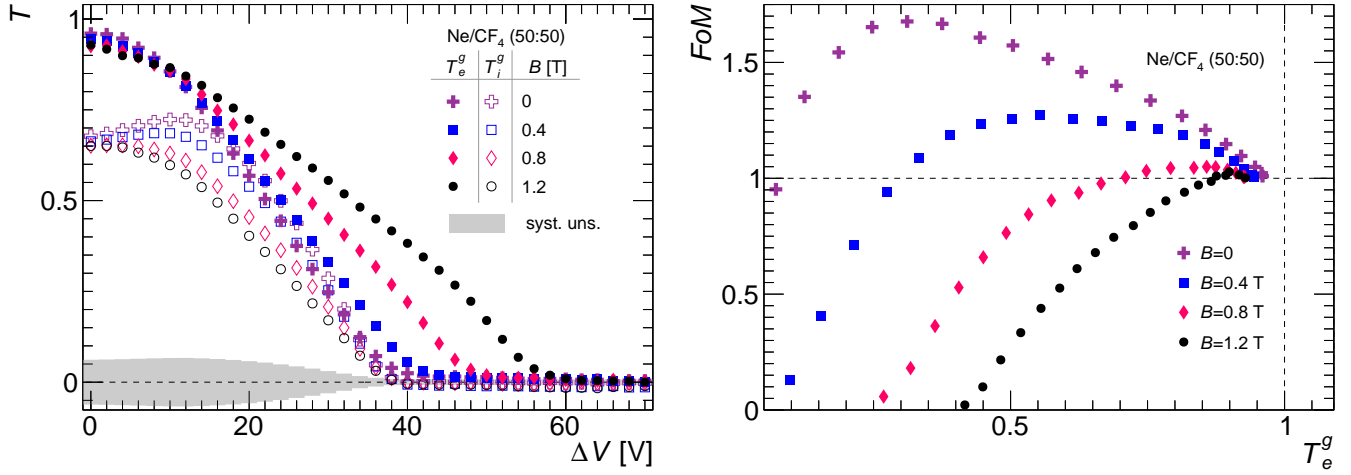 T
1
0.5
0
0
20
40
60
ΔV [V]
Ne/CF4 (50:50)
T_e^g T_i^g B [T]
0
0.4
0.8
1.2
syst. uns.
FoM
1.5
1
0.5
0
0.5
1
T_e^g
Ne/CF4 (50:50)
B=0
B=0.4 T
B=0.8 T
B=1.2 T